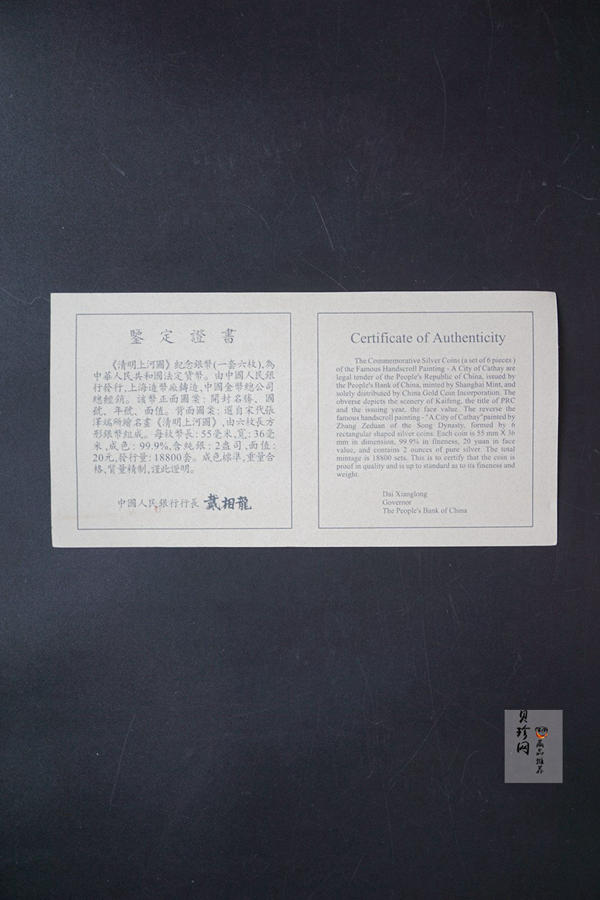 鑒定證書
《清明上河圖》紀念銀幣(一套六枚),為
中華人民共和國法定貨幣。由中國人民銀
行發行,上海造幣廠鑄造,中國金幣總公司
總經銷。該幣正面圖案:開封名勝、國
號、年號、面值。背面圖案:選自宋代張
澤端所繪名畫《清明上河圖》,由六枚長方
形銀幣組成。每枚幣長:55毫米,寬:36毫
米,成色:99.9%,含純銀:2盎司,面值:
20元,發行量:18800套。成色標準,重量合
格,質量精制,謹此證明。
中國人民銀行行長 戴相龍
Certificate of Authenticity
The Commemorative Silver Coins (a set of 6 pieces )
of the Famous Handscroll Painting - A City of Cathay are
legal tender of the People's Republic of China, issued by
the People's Bank of China, minted by Shanghai Mint, and
solely distributed by China Gold Coin Incorporation. The
obverse depicts the scenery of Kaifeng, the title of PRC
and the issuing year, the face value. The reverse the
famous handscroll painting - "A City of Cathay"painted by
Zhang Zeduan of the Song Dynasty, formed by 6
rectangular shaped silver coins. Each coin is 55 mm X 36
mm in dimension, 99.9% in fineness, 20 yuan in face
value, and contains 2 ounces of pure silver. The total
mintage is 18800 sets. This is to certify that the coin is
proof in quality and is up to standard as to its fineness and
weight.
Dai Xianglong
Governor
The People's Bank of China
贝珍网
藏品推荐